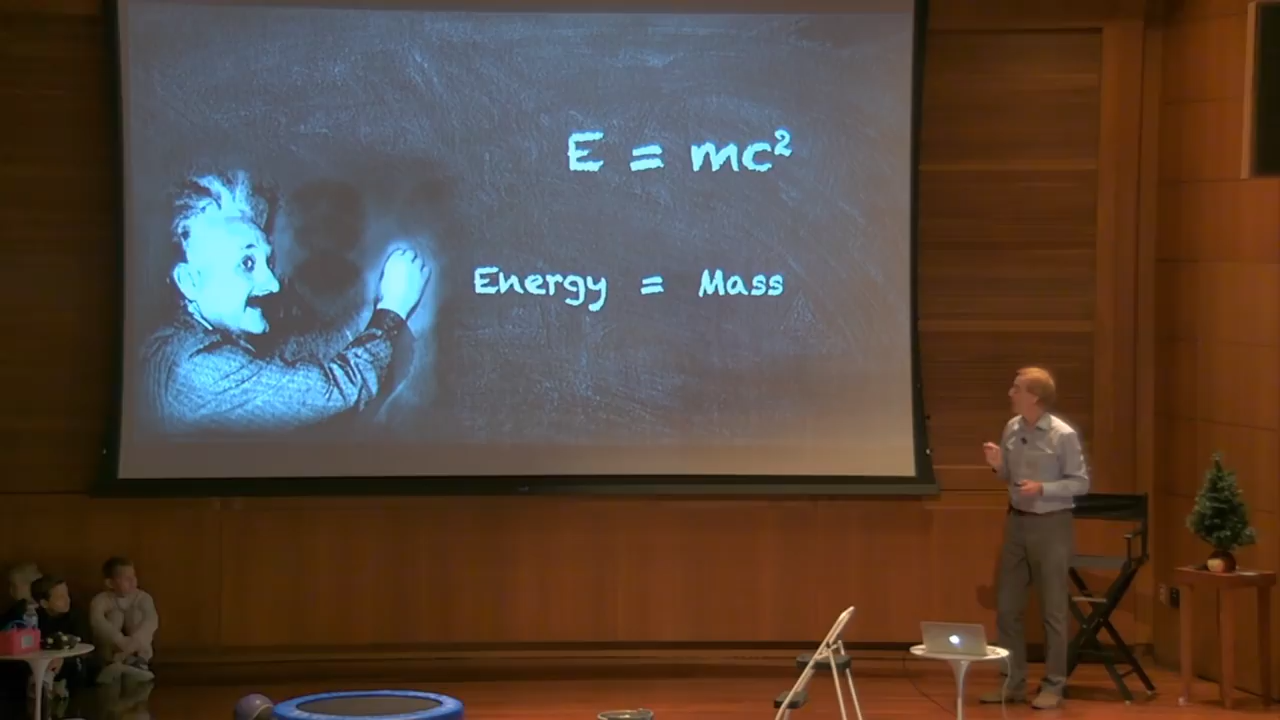 E = mc²
Energy = Mass